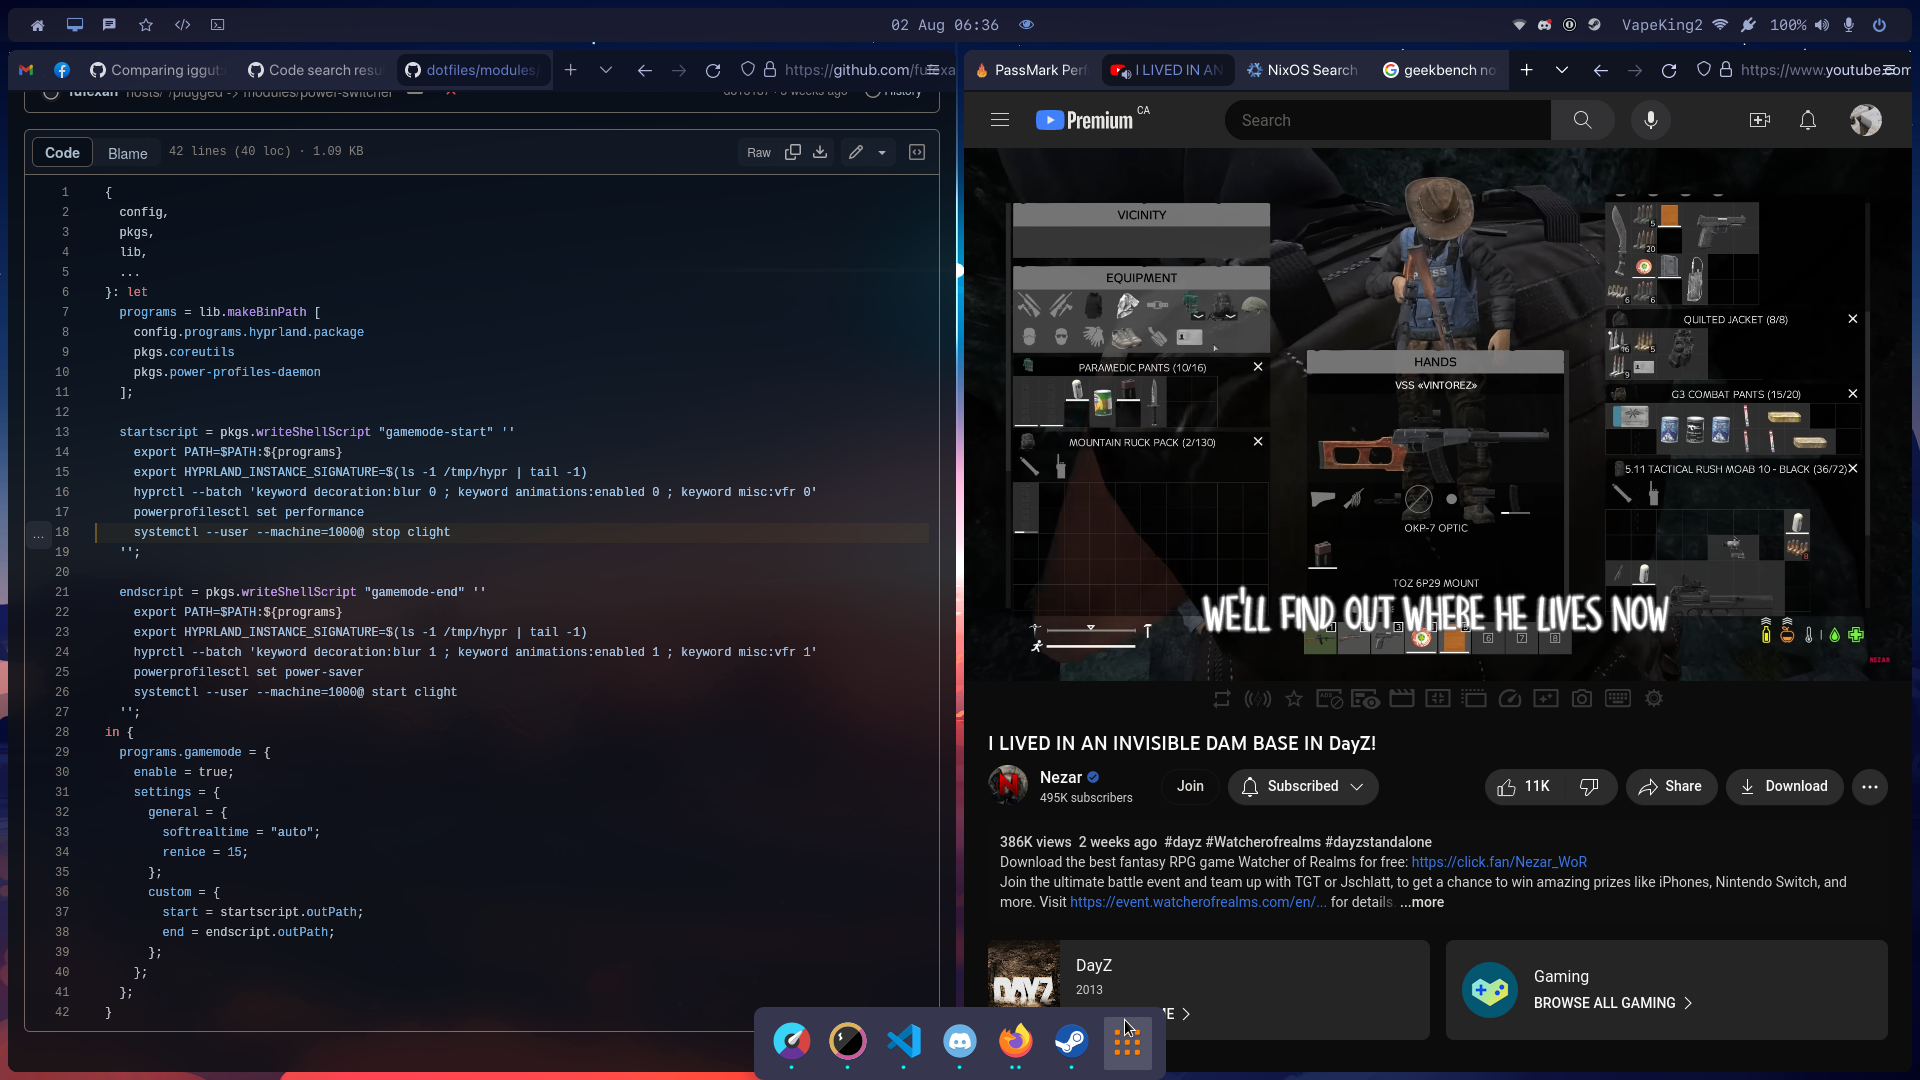 02 Aug 06:36
VapeKing2
100%
Comparing iggut
Code search resu
dotfiles/modules/
https://github.com/fufexa
PassMark Perf
I LIVED IN AN
NixOS Search
geekbench no
https://www.youtube.com
fufexan hosts/*/plugged -> modules/power-switcher
History
Code
Blame
42 lines (40 loc) · 1.09 KB
Raw
1 {
2 config,
3 pkgs,
4 lib,
5 ...
6 }: let
7 programs = lib.makeBinPath [
8 config.programs.hyprland.package
9 pkgs.coreutils
10 pkgs.power-profiles-daemon
11 ];
12
13 startscript = pkgs.writeShellScript "gamemode-start" ''
14 export PATH=$PATH:${programs}
15 export HYPRLAND_INSTANCE_SIGNATURE=$(ls -1 /tmp/hypr | tail -1)
16 hyprctl --batch 'keyword decoration:blur 0 ; keyword animations:enabled 0 ; keyword misc:vfr 0'
17 powerprofilesctl set performance
18 systemctl --user --machine=1000@ stop clight
19 '';
20
21 endscript = pkgs.writeShellScript "gamemode-end" ''
22 export PATH=$PATH:${programs}
23 export HYPRLAND_INSTANCE_SIGNATURE=$(ls -1 /tmp/hypr | tail -1)
24 hyprctl --batch 'keyword decoration:blur 1 ; keyword animations:enabled 1 ; keyword misc:vfr 1'
25 powerprofilesctl set power-saver
26 systemctl --user --machine=1000@ start clight
27 '';
28 in {
29 programs.gamemode = {
30 enable = true;
31 settings = {
32 general = {
33 softrealtime = "auto";
34 renice = 15;
35 };
36 custom = {
37 start = startscript.outPath;
38 end = endscript.outPath;
39 };
40 };
41 };
42 }
Premium CA
Search
VICINITY
EQUIPMENT
PARAMEDIC PANTS (10/16)
MOUNTAIN RUCK PACK (2/130)
PRESS
HANDS
VSS «VINTOREZ»
OKP-7 OPTIC
TOZ 6P29 MOUNT
QUILTED JACKET (8/8)
G3 COMBAT PANTS (15/20)
5.11 TACTICAL RUSH MOAB 10 - BLACK (36/72)
WE'LL FIND OUT WHERE HE LIVES NOW
NEZAR
I LIVED IN AN INVISIBLE DAM BASE IN DayZ!
Nezar
495K subscribers
Join
Subscribed
11K
Share
Download
386K views 2 weeks ago #dayz #Watcherofrealms #dayzstandalone
Download the best fantasy RPG game Watcher of Realms for free: https://click.fan/Nezar_WoR
Join the ultimate battle event and team up with TGT or Jschlatt, to get a chance to win amazing prizes like iPhones, Nintendo Switch, and
more. Visit https://event.watcherofrealms.com/en/... for details. ...more
DAYZ
DayZ
2013
ME
Gaming
BROWSE ALL GAMING